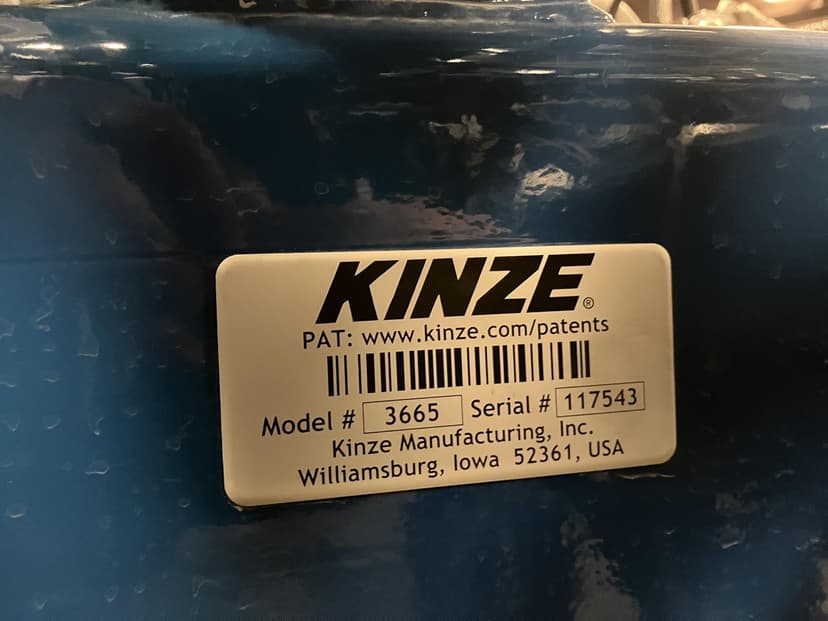 KINZE®
PAT: www.kinze.com/patents
Model # 3665 Serial # 117543
Kinze Manufacturing, Inc.
Williamsburg, Iowa 52361, USA